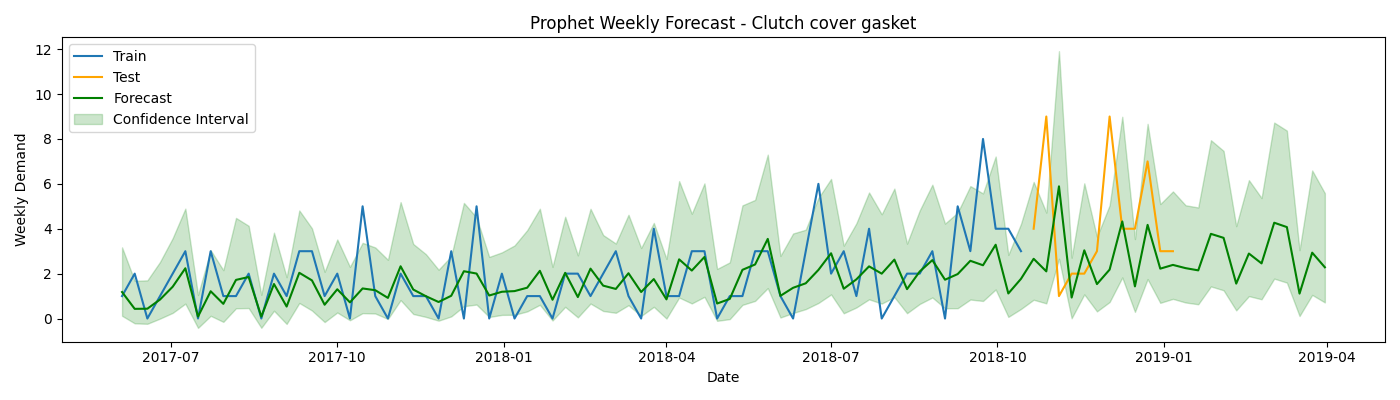 Prophet Weekly Forecast - Clutch cover gasket
Train
Test
Forecast
Confidence Interval
Weekly Demand
12
10
8
6
4
2
0
2017-07
2017-10
2018-01
2018-04
2018-07
2018-10
2019-01
2019-04
Date